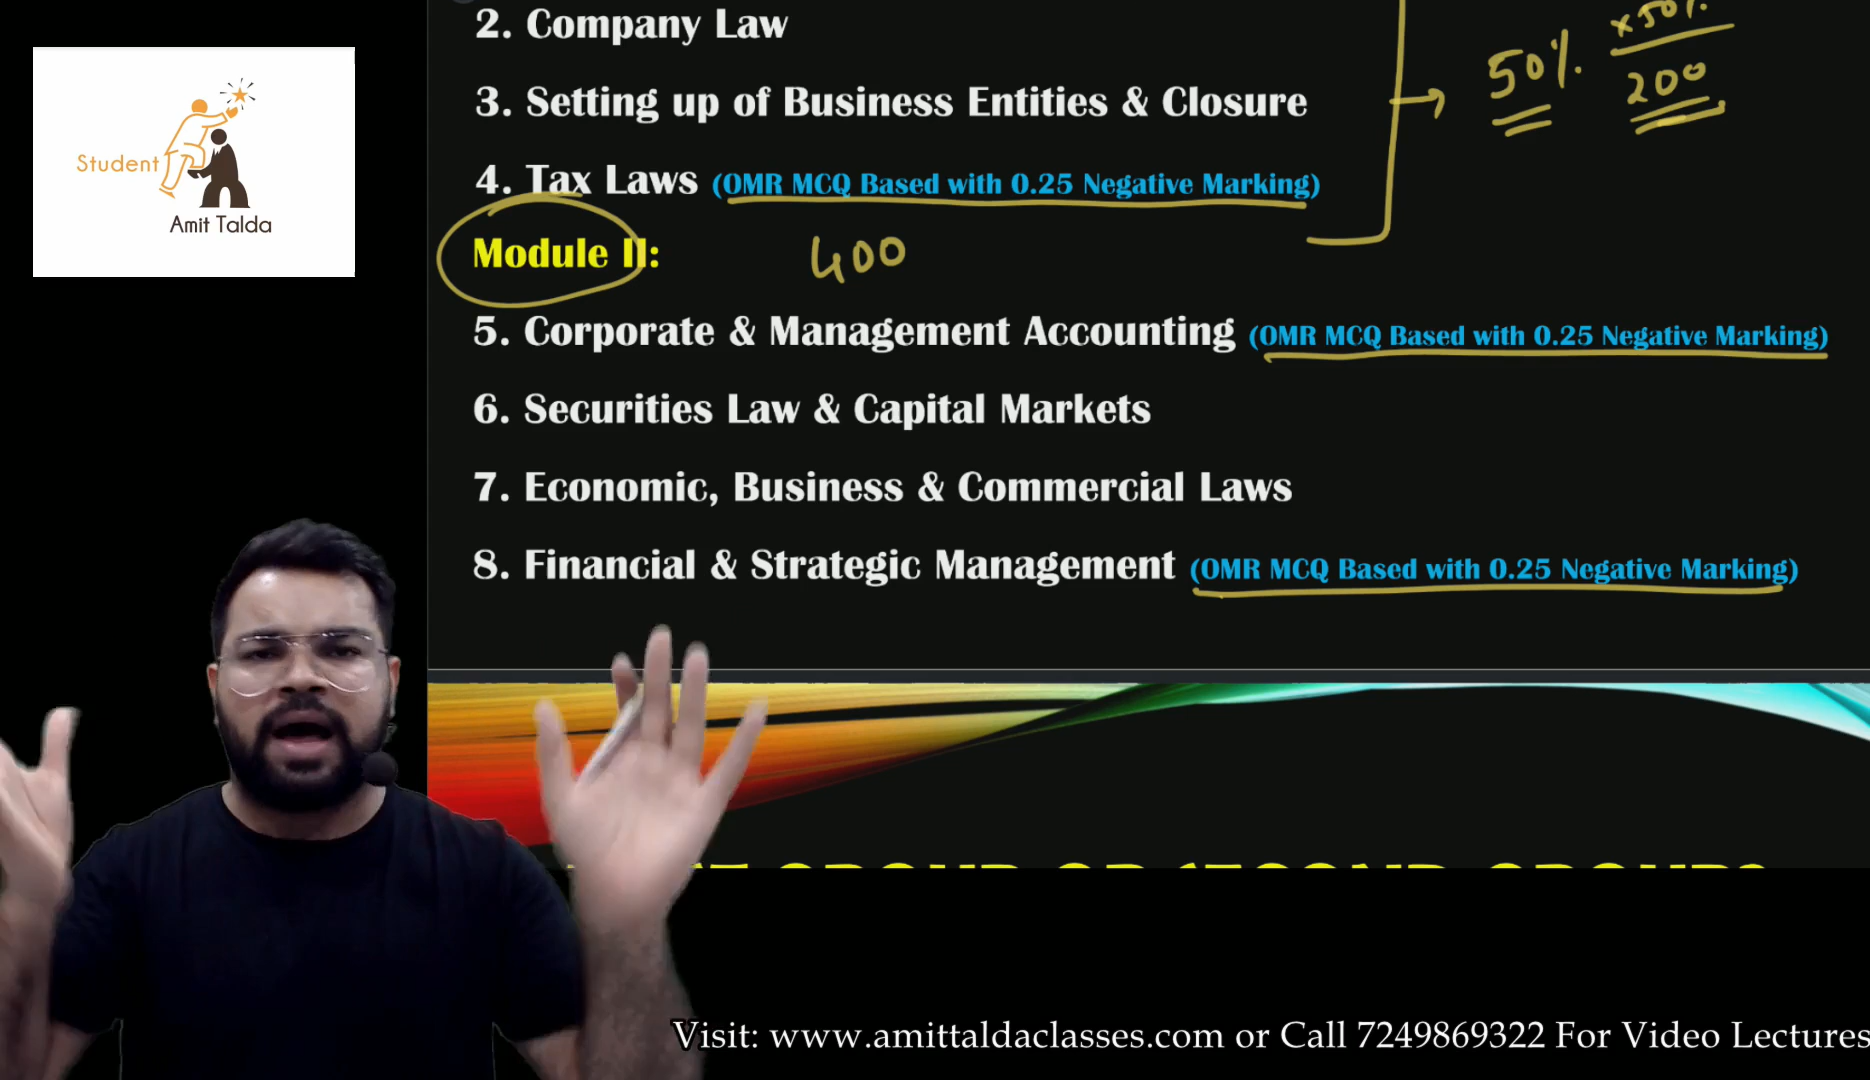 2. Company Law
×50%
50%
200
3. Setting up of Business Entities & Closure
Student
Amit Talda
4. Tax Laws (OMR MCQ Based with 0.25 Negative Marking)
Module II:
400
5. Corporate & Management Accounting (OMR MCQ Based with 0.25 Negative Marking)
6. Securities Law & Capital Markets
7. Economic, Business & Commercial Laws
8. Financial & Strategic Management (OMR MCQ Based with 0.25 Negative Marking)
Visit: www.amittaldaclasses.com or Call 7249869322 For Video Lectures